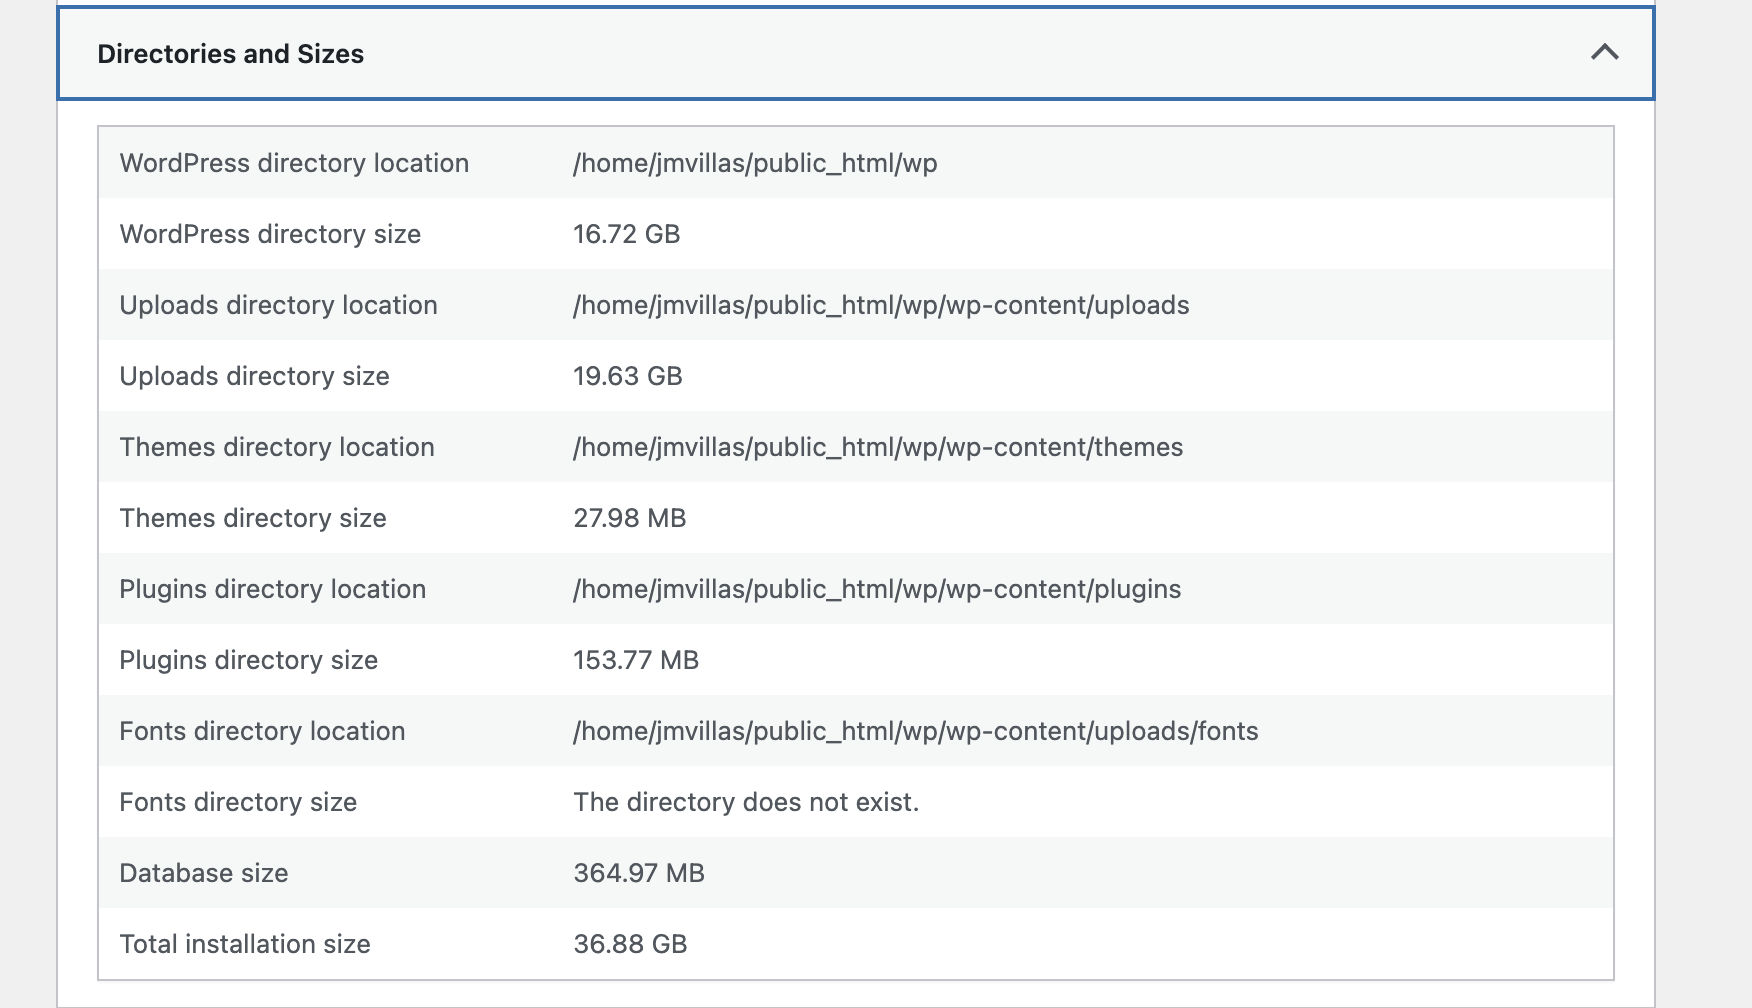 Directories and Sizes
WordPress directory location /home/jmvillas/public_html/wp
WordPress directory size 16.72 GB
Uploads directory location /home/jmvillas/public_html/wp/wp-content/uploads
Uploads directory size 19.63 GB
Themes directory location /home/jmvillas/public_html/wp/wp-content/themes
Themes directory size 27.98 MB
Plugins directory location /home/jmvillas/public_html/wp/wp-content/plugins
Plugins directory size 153.77 MB
Fonts directory location /home/jmvillas/public_html/wp/wp-content/uploads/fonts
Fonts directory size The directory does not exist.
Database size 364.97 MB
Total installation size 36.88 GB